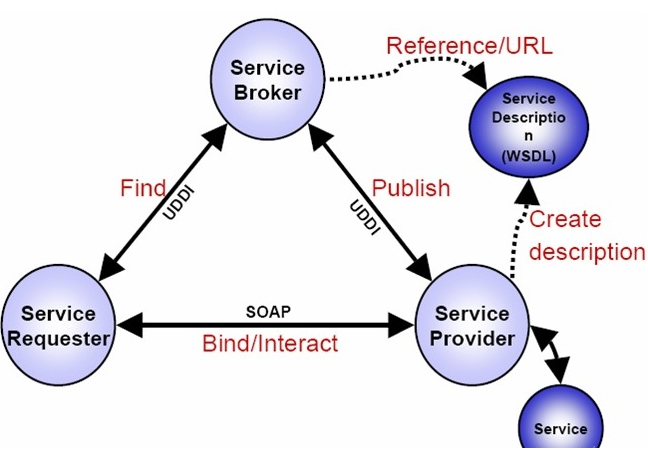 Reference/URL
Service
Broker
Service
Descriptio
n
(WSDL)
Find
UDDI
Publish
UDDI
Create
description
Service
Requester
SOAP
Bind/Interact
Service
Provider
Service